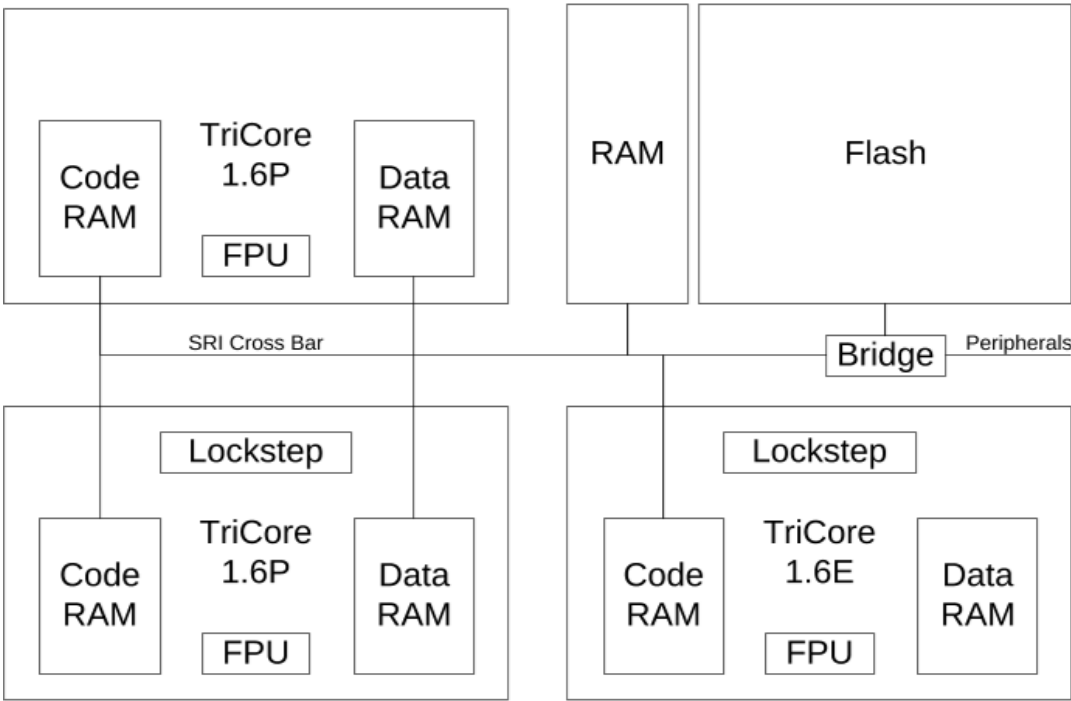 TriCore
1.6P
Code
RAM
Data
RAM
FPU
RAM
Flash
SRI Cross Bar
Bridge
Peripherals
Lockstep
TriCore
1.6P
Code
RAM
Data
RAM
FPU
Lockstep
TriCore
1.6E
Code
RAM
Data
RAM
FPU